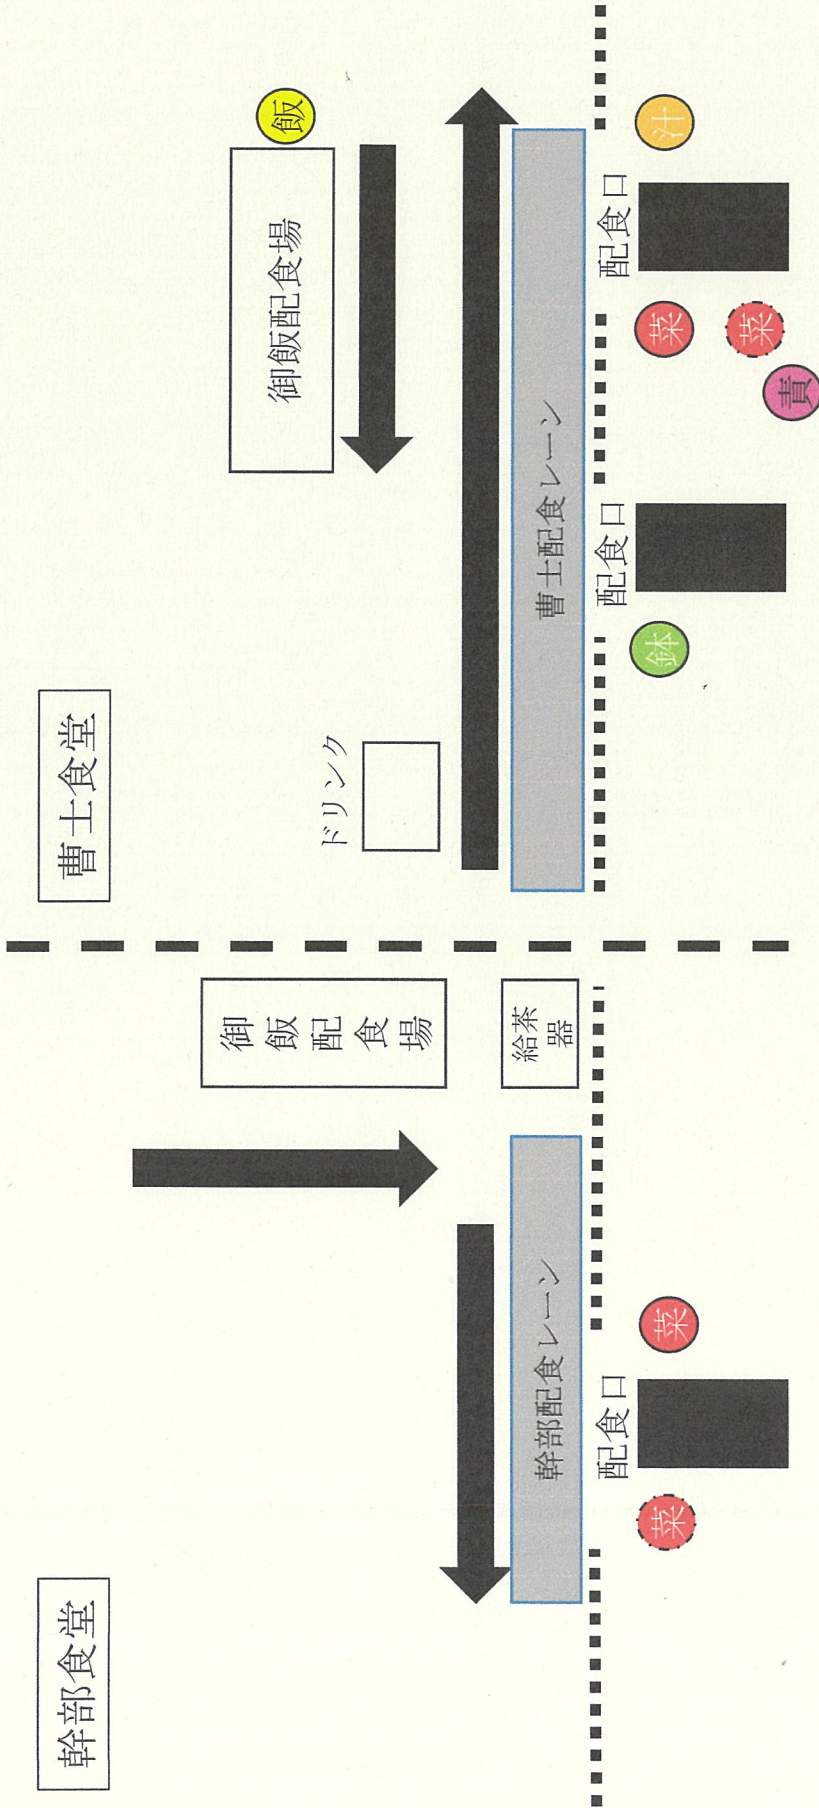 幹部食堂
曹士食堂
御飯配食場
御飯配食場
飯
ドリンク
給茶
器
幹部配食レーン
曹士配食レーン
配食口
配食口
配食口
菜
菜
鉢
菜
汁
菜
責